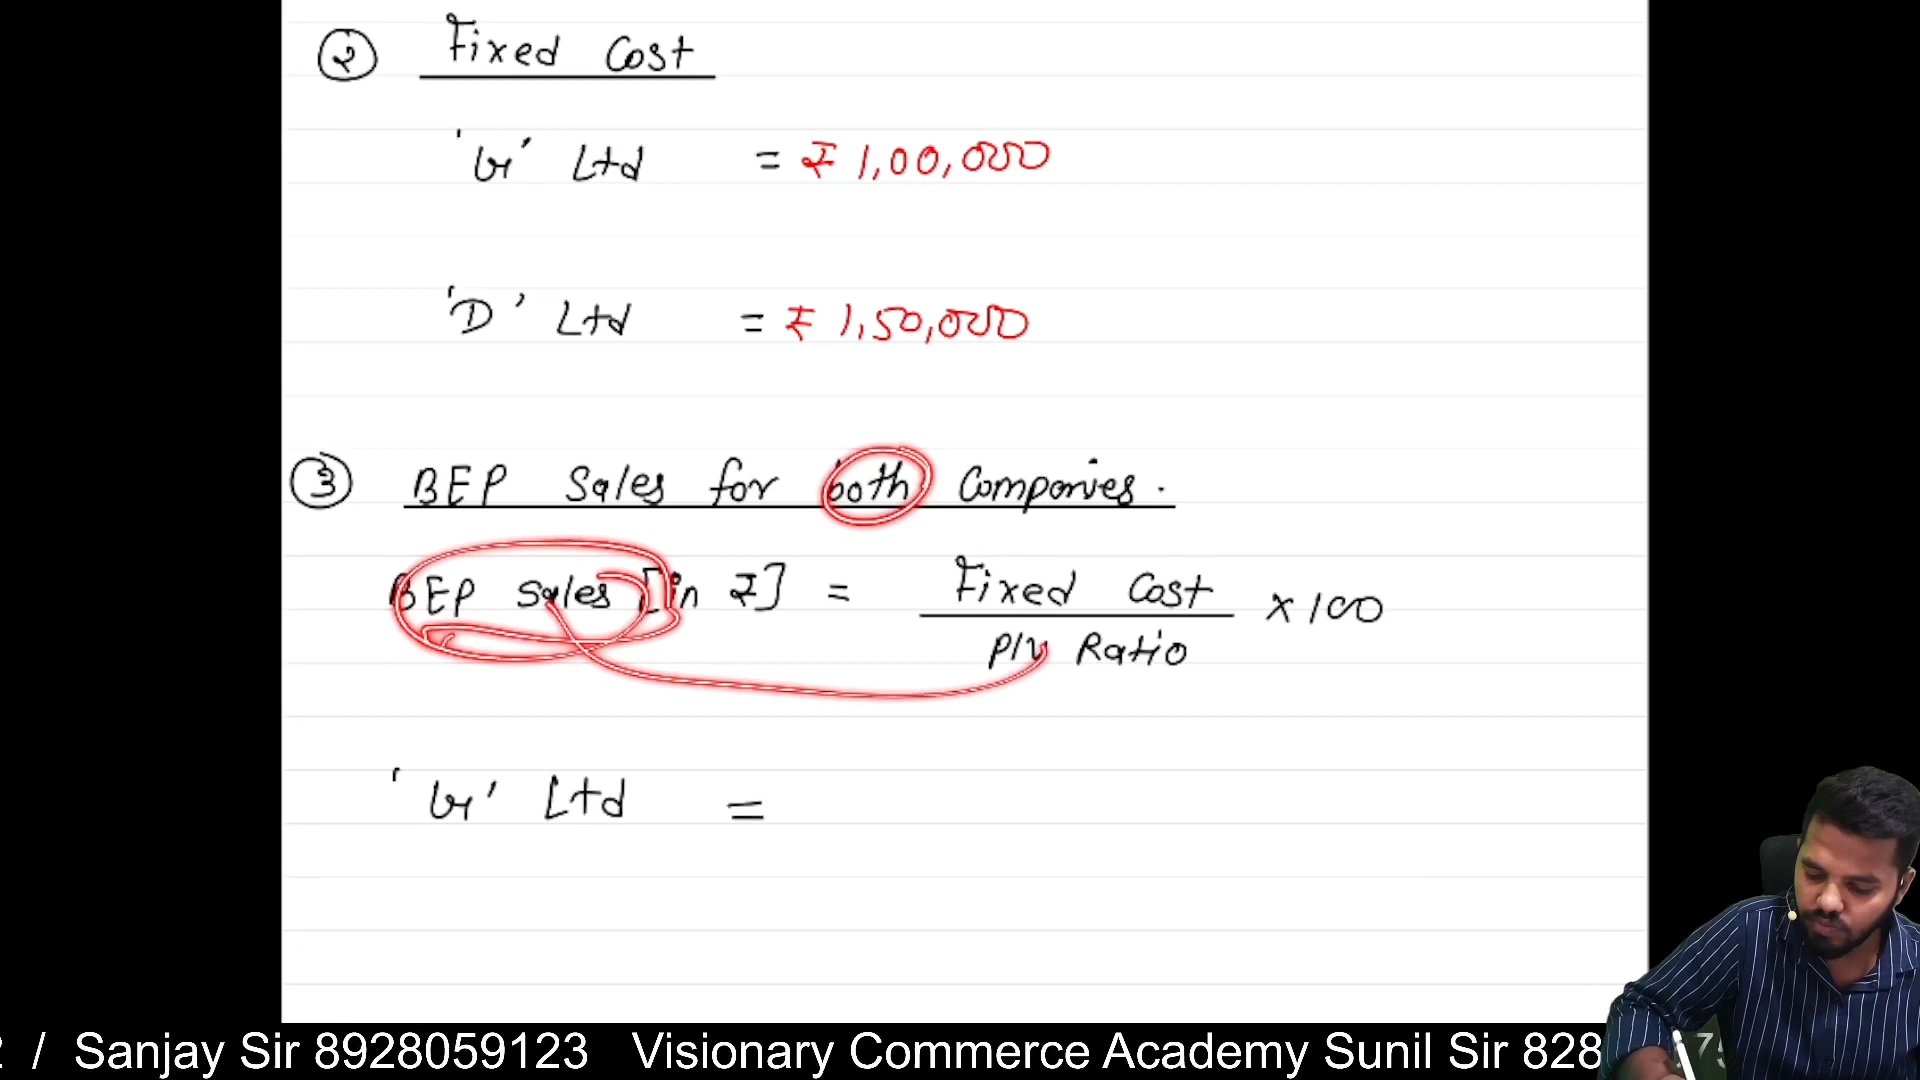 ② Fixed Cost
'G' Ltd = ₹ 1,00,000
'D' Ltd = ₹ 1,50,000
③ BEP Sales for both Companies.
BEP Sales [in ₹] = Fixed Cost / P/V Ratio × 100
'G' Ltd =
/ Sanjay Sir 8928059123 Visionary Commerce Academy Sunil Sir 828